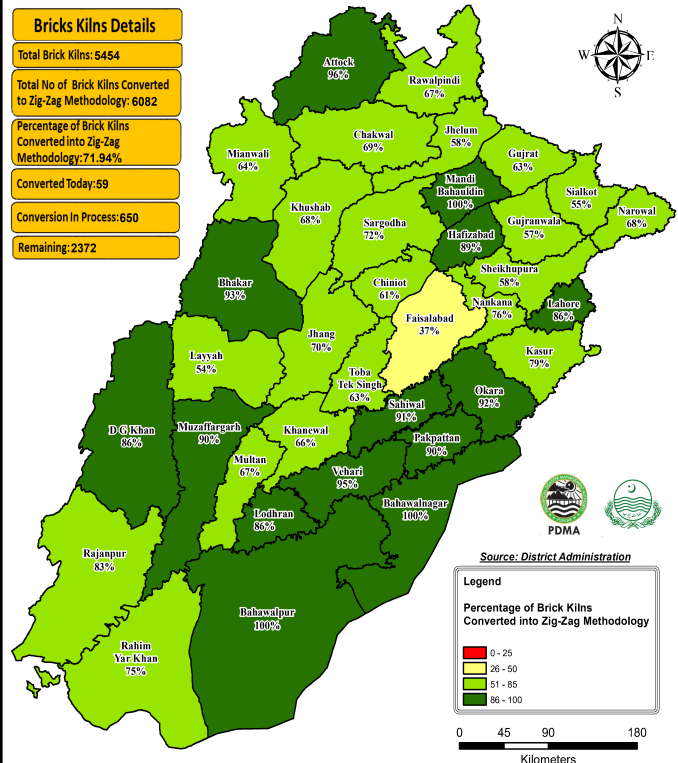 Bricks Kilns Details
Total Brick Kilns: 5454
Total No of Brick Kilns Converted
to Zig-Zag Methodology: 6082
Percentage of Brick Kilns
Converted into Zig-Zag
Methodology: 71.94%
Converted Today: 59
Conversion In Process: 650
Remaining: 2372
N
W
E
S
Attock
96%
Rawalpindi
67%
Chakwal
69%
Jhelum
58%
Mianwali
64%
Gujrat
63%
Mandi
Bahauldin
100%
Sialkot
55%
Narowal
68%
Khushab
68%
Sargodha
72%
Gujranwala
57%
Hafizabad
89%
Sheikhupura
58%
Bhakar
93%
Chiniot
61%
Nankana
76%
Lahore
86%
Faisalabad
37%
Jhang
70%
Layyah
54%
Kasur
79%
Toba
Tek Singh
63%
Okara
92%
Sahiwal
91%
D G Khan
86%
Muzaffargarh
90%
Khanewal
66%
Pakpattan
90%
Multan
67%
Vehari
95%
Bahawalnagar
100%
Lodhran
86%
Rajanpur
83%
Bahawalpur
100%
Rahim
Yar Khan
75%
PDMA
Source: District Administration
Legend
Percentage of Brick Kilns
Converted into Zig-Zag Methodology
0 - 25
26 - 50
51 - 85
86 - 100
0 45 90 180
Kilometers